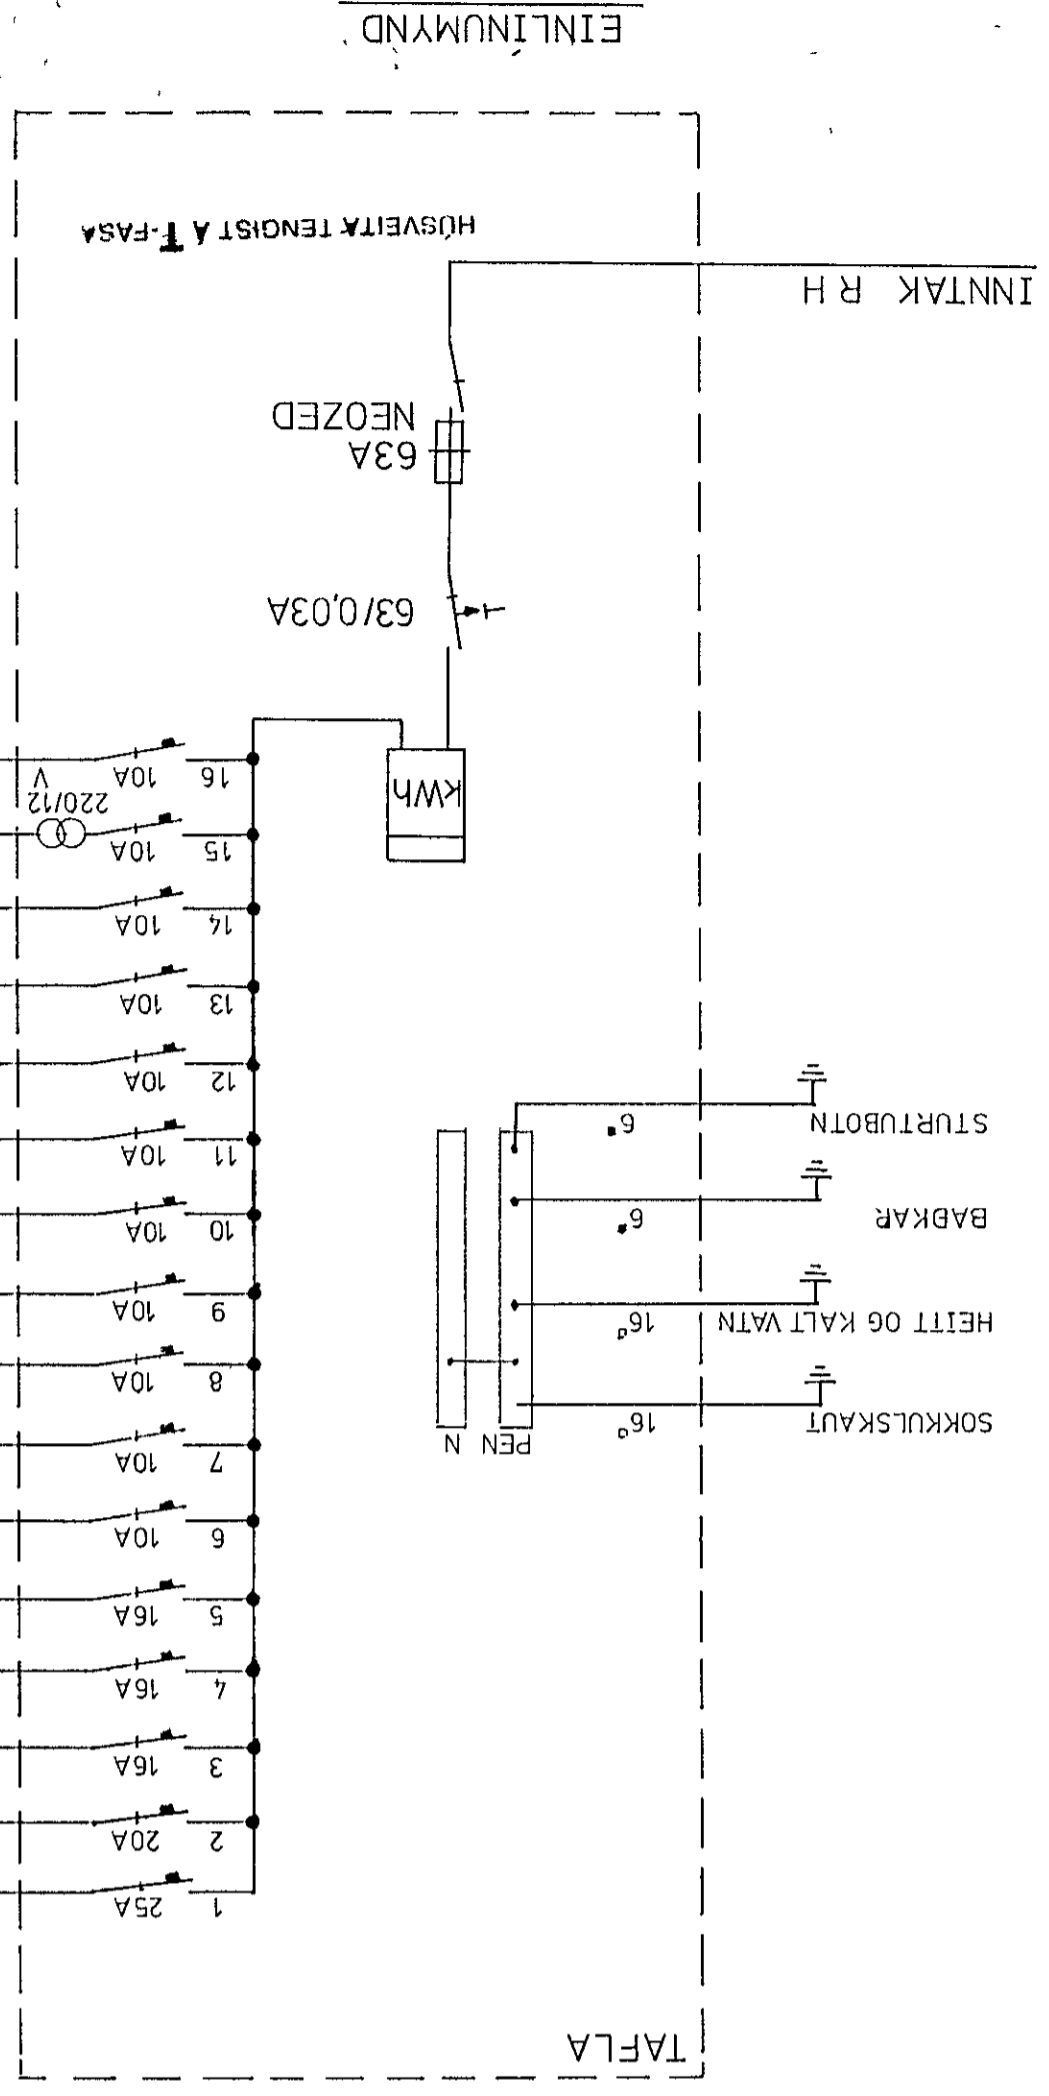 TAFLA
1 25A
2 20A
3 16A
4 16A
5 16A
6 10A
7 10A
8 10A
9 10A
10 10A
11 10A
12 10A
13 10A
14 10A
15 10A 220/12
V
16 10A
PEN N
SOKKULSKAUT 16▫
HEITT OG KALT VATN 16▫
BAÐKAR 6▪
STURTUBOTN 6▪
kWh
63/0,03A
63A
NEOZED
INNTAK RH
HÚSVEITA TENGIST Á T-FASA
EINLÍNUMYND